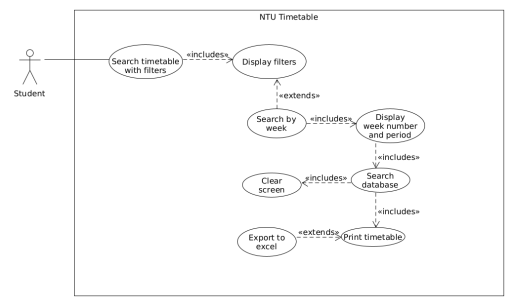 NTU Timetable
Student
Search timetable
with filters
«includes»
Display filters
«extends»
Search by
week
«includes»
Display
week number
and period
«includes»
Clear
screen
«includes»
Search
database
«includes»
Export to
excel
«extends»
Print timetable